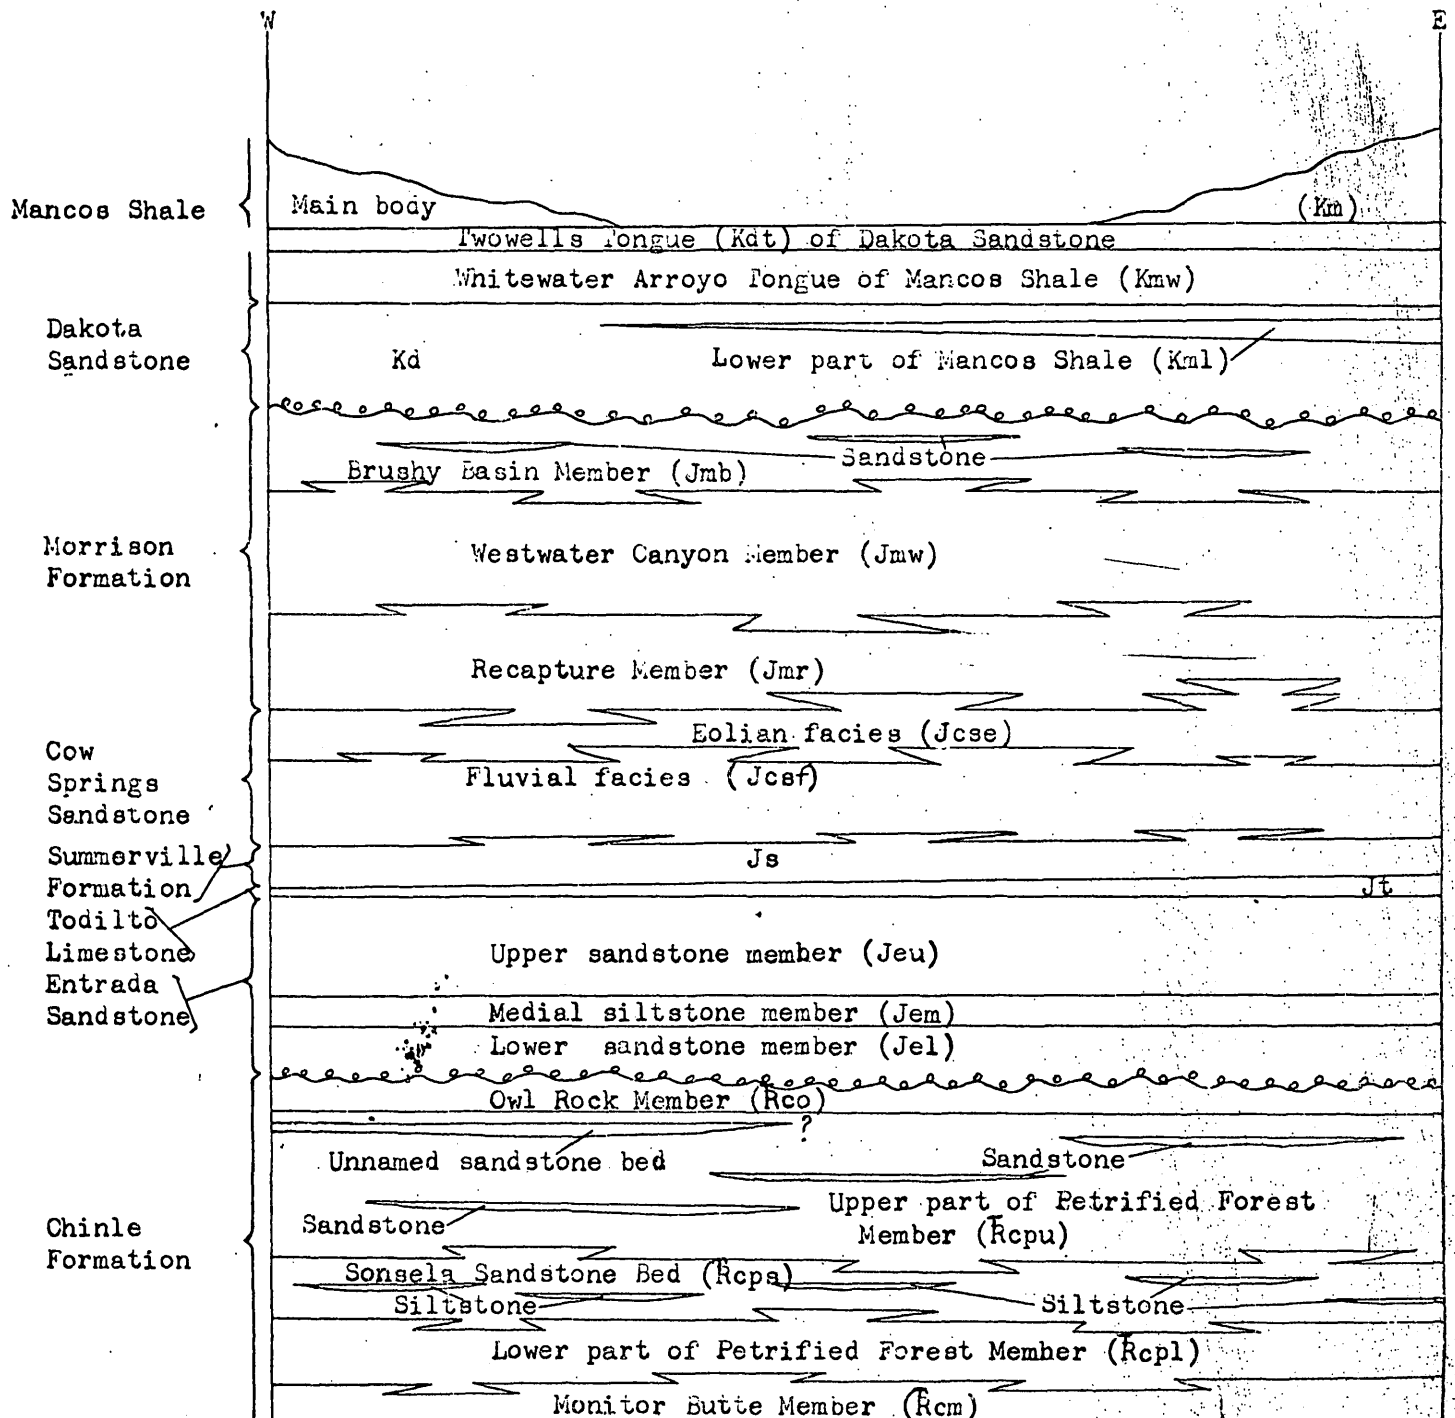 W
E
Mancos Shale
Main body
(Km)
Twowells Tongue (Kdt) of Dakota Sandstone
Whitewater Arroyo Tongue of Mancos Shale (Kmw)
Dakota
Sandstone
Kd
Lower part of Mancos Shale (Kml)
Sandstone
Brushy Basin Member (Jmb)
Morrison
Formation
Westwater Canyon Member (Jmw)
Recapture Member (Jmr)
Eolian facies (Jcse)
Cow
Springs
Sandstone
Fluvial facies (Jcsf)
Summerville
Formation
Js
Jt
Todilto
Limestone
Upper sandstone member (Jeu)
Entrada
Sandstone
Medial siltstone member (Jem)
Lower sandstone member (Jel)
Owl Rock Member (Rco)
?
Unnamed sandstone bed
Sandstone
Upper part of Petrified Forest
Member (Rcpu)
Sandstone
Chinle
Formation
Sonsela Sandstone Bed (Rcps)
Siltstone
Siltstone
Lower part of Petrified Forest Member (Rcpl)
Monitor Butte Member (Rcm)